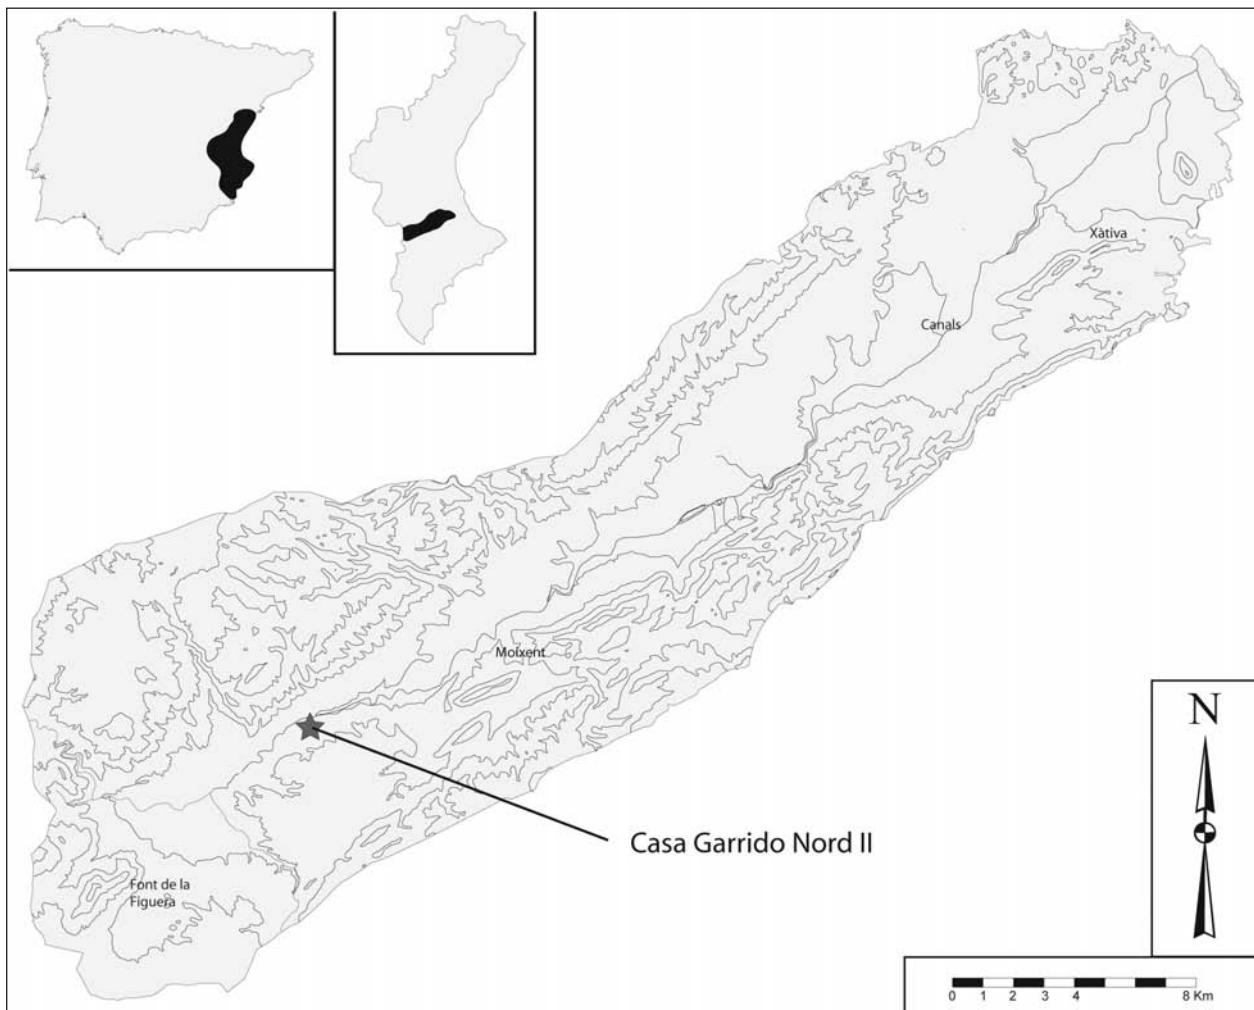 Xàtiva
Canals
Moixent
Casa Garrido Nord II
Font de la
Figuera
N
0 1 2 3 4 8 Km